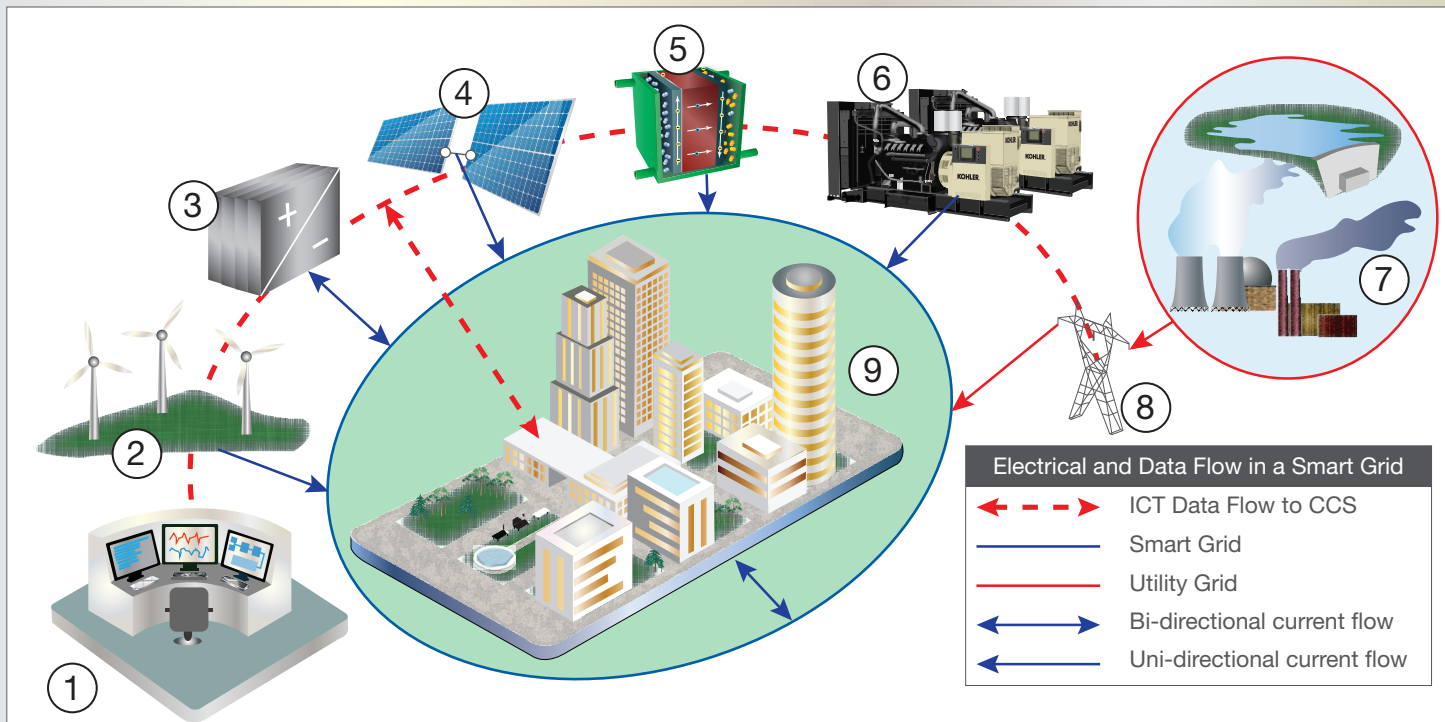 5
4
6
KOHLER
KOHLER
3
7
9
8
2
1
+
−
Electrical and Data Flow in a Smart Grid
ICT Data Flow to CCS
Smart Grid
Utility Grid
Bi-directional current flow
Uni-directional current flow